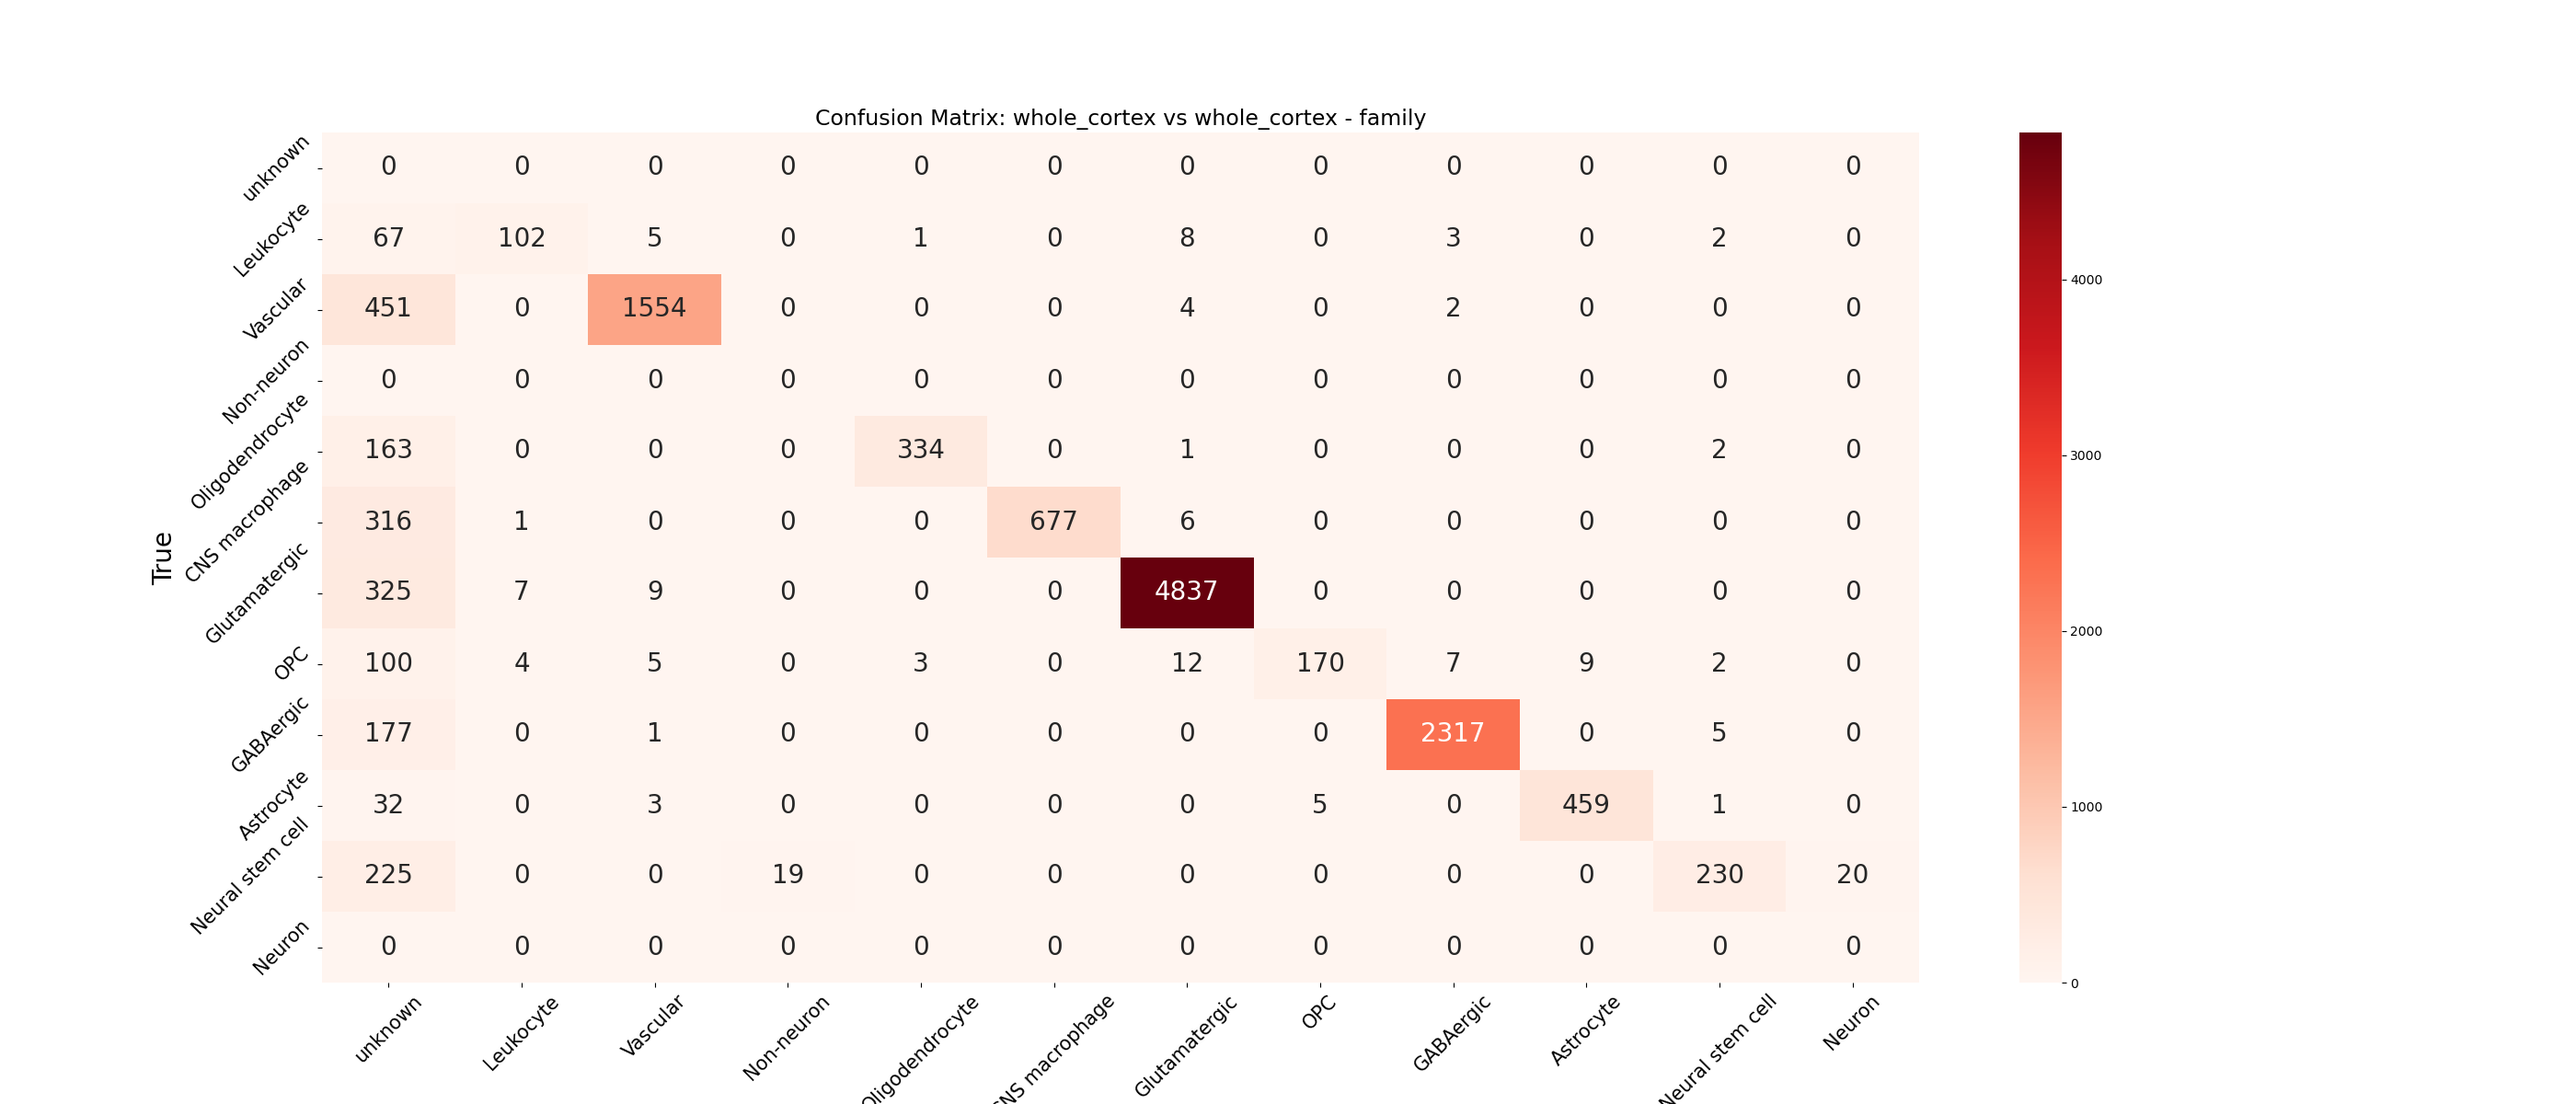 Confusion Matrix: whole_cortex vs whole_cortex - family
True
unknown 0 0 0 0 0 0 0 0 0 0 0 0
Leukocyte 67 102 5 0 1 0 8 0 3 0 2 0
Vascular 451 0 1554 0 0 0 4 0 2 0 0 0
Non-neuron 0 0 0 0 0 0 0 0 0 0 0 0
Oligodendrocyte 163 0 0 0 334 0 1 0 0 0 2 0
CNS macrophage 316 1 0 0 0 677 6 0 0 0 0 0
Glutamatergic 325 7 9 0 0 0 4837 0 0 0 0 0
OPC 100 4 5 0 3 0 12 170 7 9 2 0
GABAergic 177 0 1 0 0 0 0 0 2317 0 5 0
Astrocyte 32 0 3 0 0 0 0 5 0 459 1 0
Neural stem cell 225 0 0 19 0 0 0 0 0 0 230 20
Neuron 0 0 0 0 0 0 0 0 0 0 0 0
unknown Leukocyte Vascular Non-neuron Oligodendrocyte CNS macrophage Glutamatergic OPC GABAergic Astrocyte Neural stem cell Neuron
4000
3000
2000
1000
0